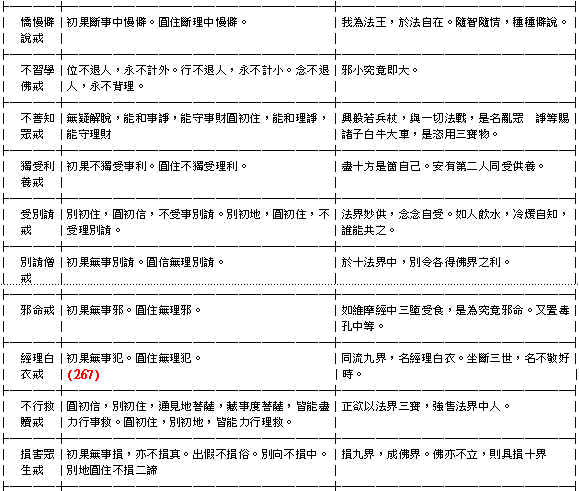 憍慢僻 初果斷事中慢僻。圓住斷理中慢僻。 我為法王，於法自在。隨智隨情，種種僻說。
說戒
不習學 位不退人，永不計外。行不退人，永不計小。念不退 邪小究竟即大。
佛戒 人，永不背理。
不善知 無疑解脫，能和事諍，能守事財圓初住，能和理諍， 興般若兵杖，與一切法戰，是名亂眾 諍等賜
眾戒 能守理財 諸子白牛大車，是恣用三寶物。
獨受利 初果不獨受事利。圓住不獨受理利。 盡十方是箇自己。安有第二人同受供養。
養戒
受別請 別初住，圓初信，不受事別請。別初地，圓初住，不 法界妙供，念念自受。如人飲水，冷煖自知，
戒 受理別請。 誰能共之。
別請僧 初果無事別請。圓信無理別請。 於十法界中，別令各得佛界之利。
戒
邪命戒 初果無事邪。圓住無理邪。 如維摩經中三墮受食，是為究竟邪命。又置毒
孔中等。
經理白 初果無事犯。圓住無理犯。 同流九界，名經理白衣。坐斷三世，名不敬好
衣戒 (267) 時。
不行救 圓初信，別初住，通見地菩薩，藏事度菩薩，皆能盡 正欲以法界三寶，強售法界中人。
贖戒 力行事救。圓初住，別初地，皆能力行理救。
損害眾 初果無事損，亦不損真。出假不損俗。別向不損中。 損九界，成佛界。佛亦不立，則具損十界
生戒 別地圓住不損二諦